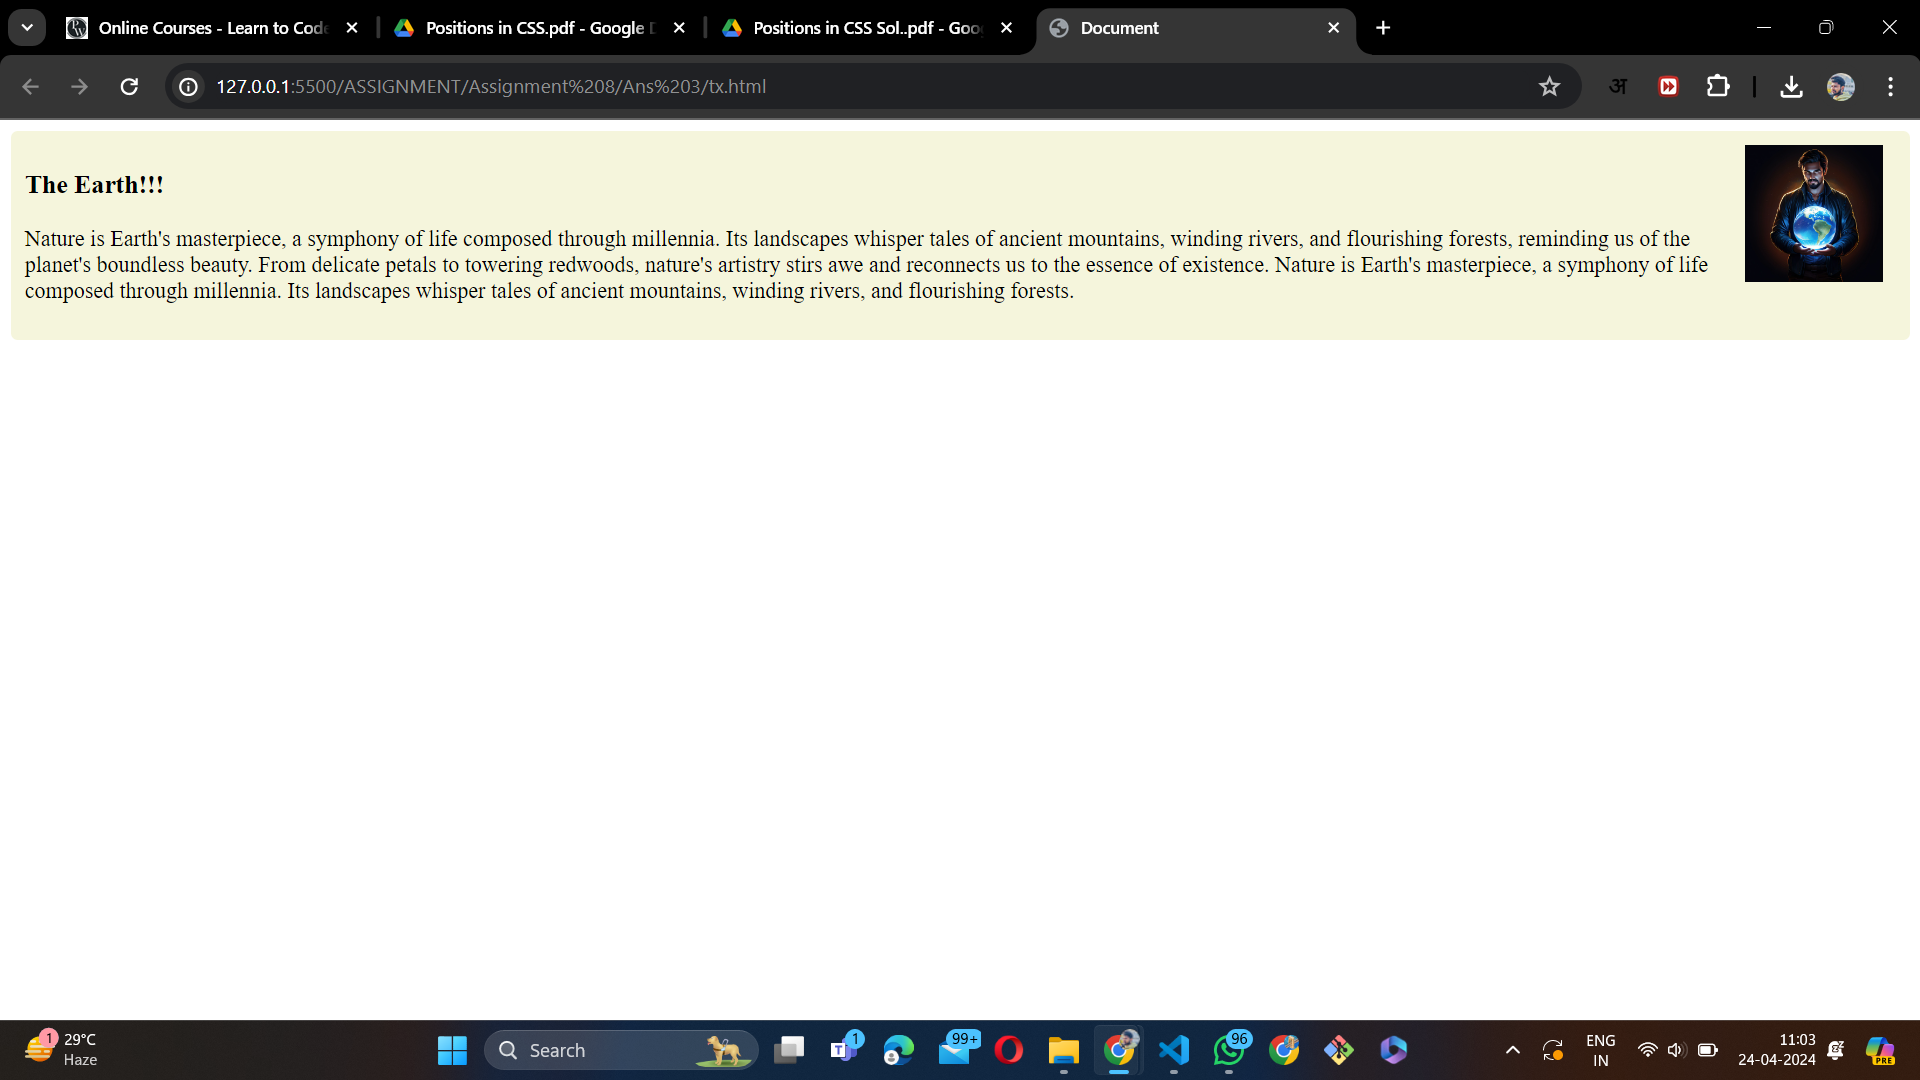 Online Courses - Learn to Code
Positions in CSS.pdf - Google D
Positions in CSS Sol..pdf - Goo
Document
127.0.0.1:5500/ASSIGNMENT/Assignment%208/Ans%203/tx.html
अ
The Earth!!!
Nature is Earth's masterpiece, a symphony of life composed through millennia. Its landscapes whisper tales of ancient mountains, winding rivers, and flourishing forests, reminding us of the
planet's boundless beauty. From delicate petals to towering redwoods, nature's artistry stirs awe and reconnects us to the essence of existence. Nature is Earth's masterpiece, a symphony of life
composed through millennia. Its landscapes whisper tales of ancient mountains, winding rivers, and flourishing forests.
1
29°C
Haze
Search
1
99+
96
ENG
IN
11:03
24-04-2024
PRE